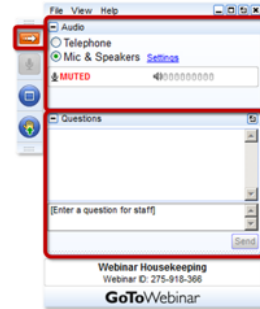 File View Help
Audio
Telephone
Mic & Speakers Settings
MUTED
Questions
[Enter a question for staff]
Send
Webinar Housekeeping
Webinar ID: 275-918-366
GoToWebinar